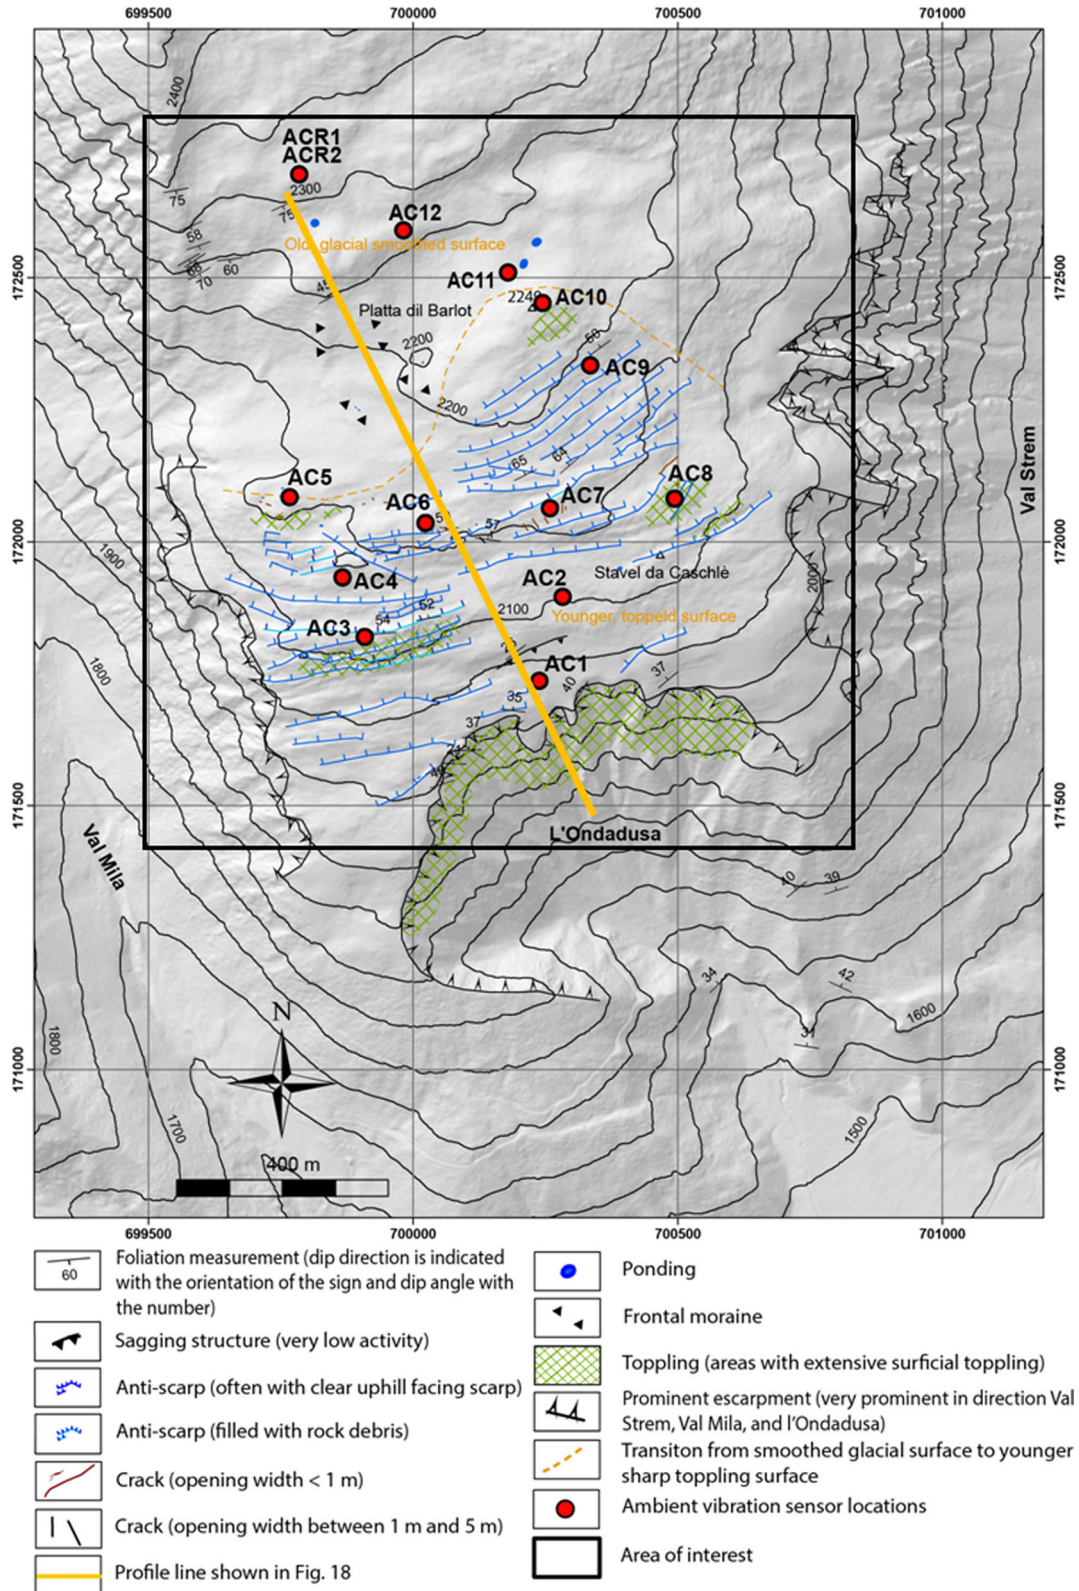 699500 700000 700500 701000
2400
ACR1
ACR2
2300
75
75
AC12
58
Old, glacial smoothed surface
60
70
45
AC11
172500
172500
2240
AC10
Platta dil Barlot
2200
60
AC9
2200
65
64
AC5
AC8
AC6
AC7
57
Val Strem
172000
172000
1900
AC4
Stavel da Caschlè
2000
AC2
52
2100
54
Younger, toppeid surface
AC3
1800
AC1
37
40
35
37
171500
171500
L'Ondadusa
Val Mila
40
39
34
42
1600
31
N
1800
171000
171000
1700
1500
400 m
699500 700000 700500 701000
60
Foliation measurement (dip direction is indicated
with the orientation of the sign and dip angle with
the number)
Sagging structure (very low activity)
Anti-scarp (often with clear uphill facing scarp)
Anti-scarp (filled with rock debris)
Crack (opening width < 1 m)
Crack (opening width between 1 m and 5 m)
Profile line shown in Fig. 18
Ponding
Frontal moraine
Toppling (areas with extensive surficial toppling)
Prominent escarpment (very prominent in direction Val
Strem, Val Mila, and l'Ondadusa)
Transiton from smoothed glacial surface to younger
sharp toppling surface
Ambient vibration sensor locations
Area of interest